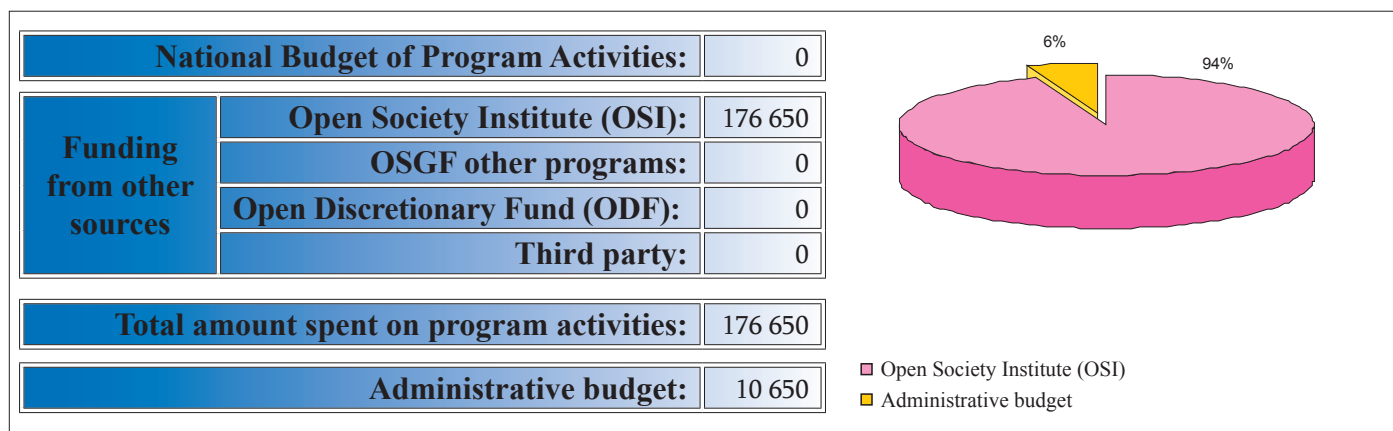 National Budget of Program Activities: 0
Funding
from other
sources
Open Society Institute (OSI): 176 650
OSGF other programs: 0
Open Discretionary Fund (ODF): 0
Third party: 0
Total amount spent on program activities: 176 650
Administrative budget: 10 650
6%
94%
Open Society Institute (OSI)
Administrative budget